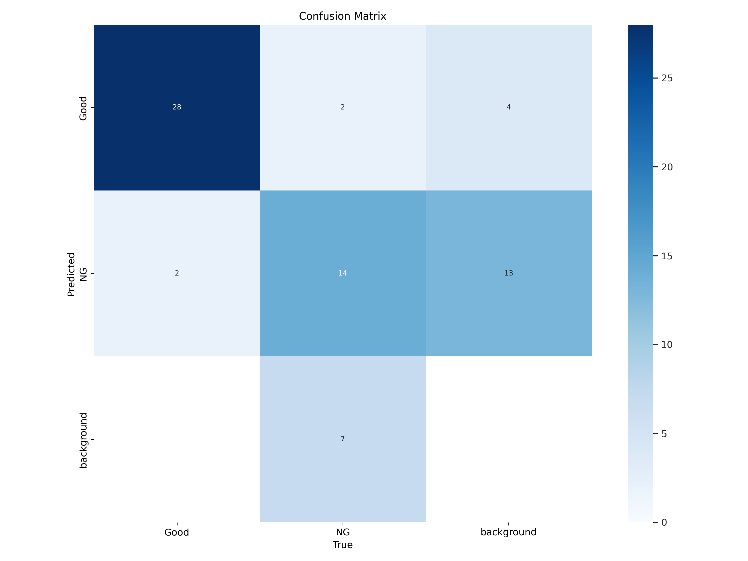 Confusion Matrix
Good
28
2
4
Predicted
NG
2
14
13
background
7
Good
NG
background
True
25
20
15
10
5
0